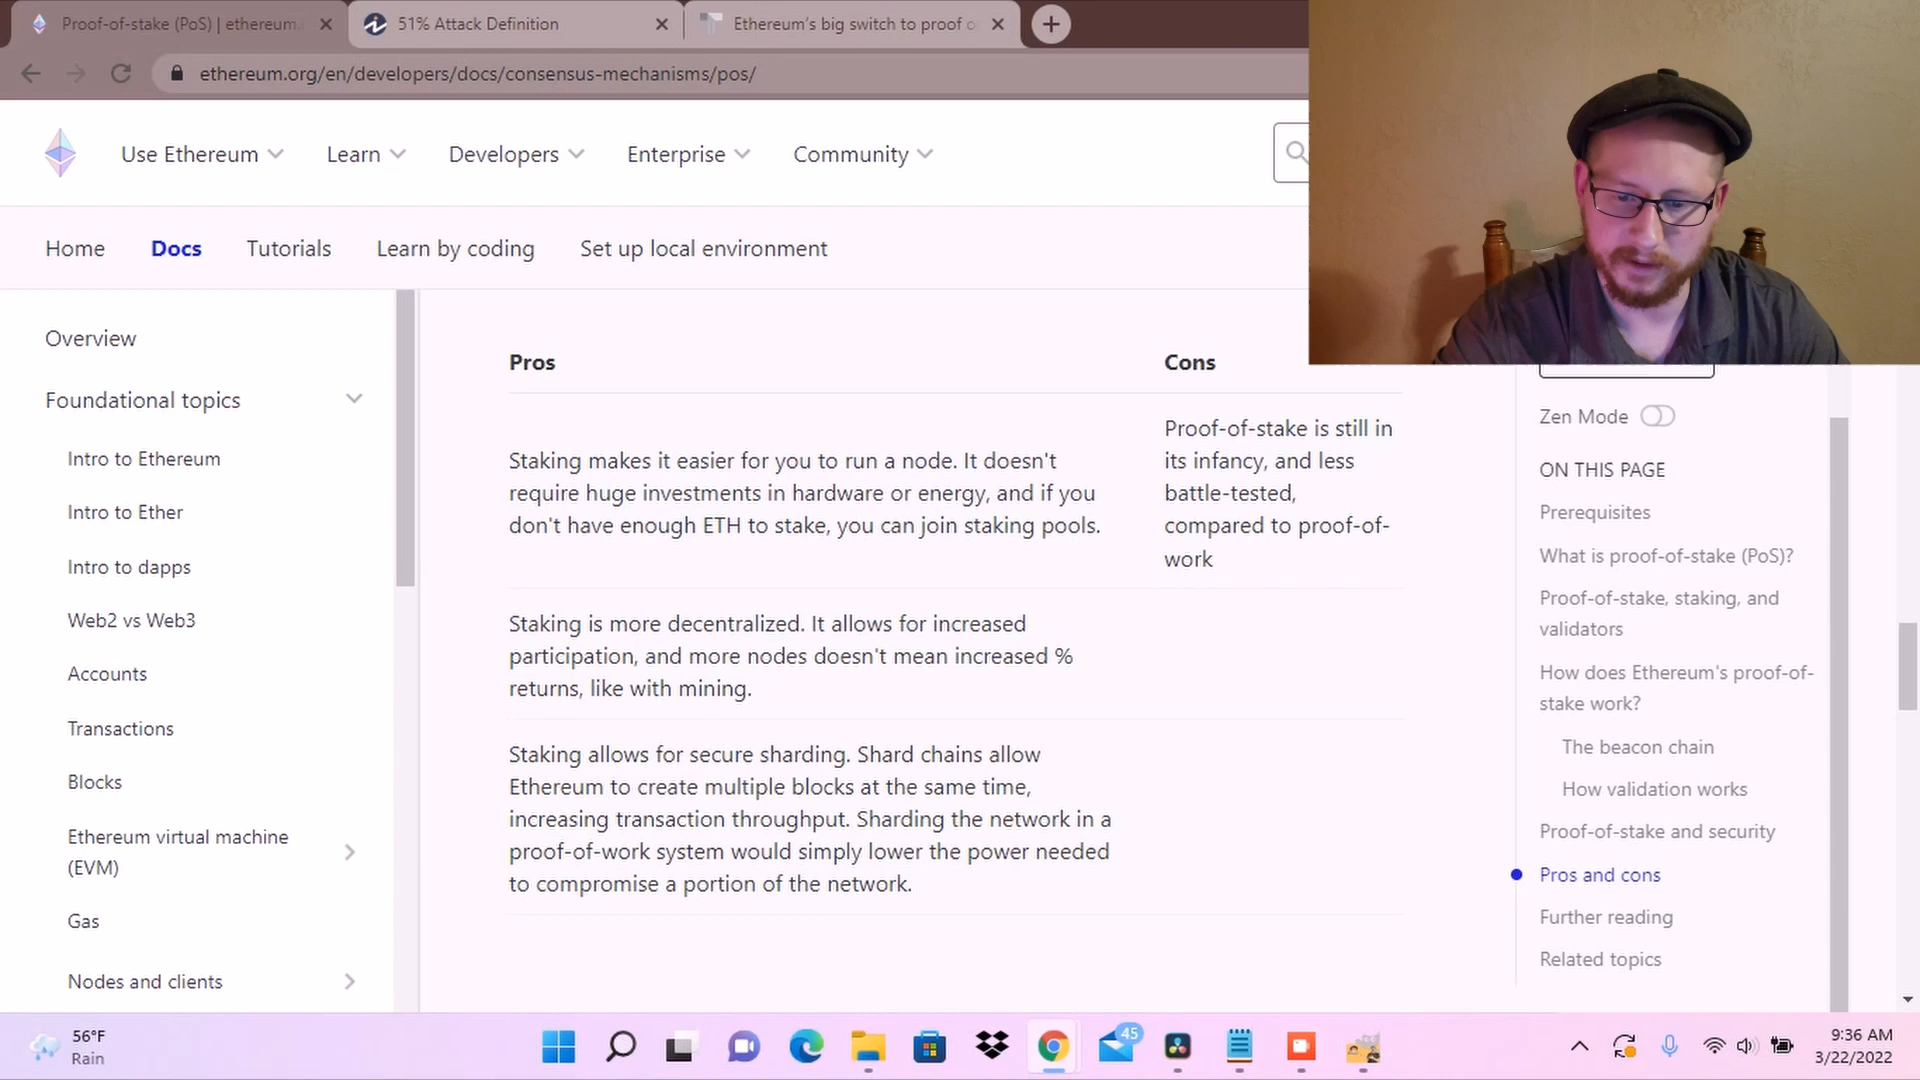 Proof-of-stake (PoS) | ethereum.
51% Attack Definition
Ethereum's big switch to proof o
ethereum.org/en/developers/docs/consensus-mechanisms/pos/
Use Ethereum
Learn
Developers
Enterprise
Community
Home
Docs
Tutorials
Learn by coding
Set up local environment
Overview
Foundational topics
Intro to Ethereum
Intro to Ether
Intro to dapps
Web2 vs Web3
Accounts
Transactions
Blocks
Ethereum virtual machine
(EVM)
Gas
Nodes and clients
Pros
Cons
Staking makes it easier for you to run a node. It doesn't
require huge investments in hardware or energy, and if you
don't have enough ETH to stake, you can join staking pools.
Proof-of-stake is still in
its infancy, and less
battle-tested,
compared to proof-of-
work
Staking is more decentralized. It allows for increased
participation, and more nodes doesn't mean increased %
returns, like with mining.
Staking allows for secure sharding. Shard chains allow
Ethereum to create multiple blocks at the same time,
increasing transaction throughput. Sharding the network in a
proof-of-work system would simply lower the power needed
to compromise a portion of the network.
Zen Mode
ON THIS PAGE
Prerequisites
What is proof-of-stake (PoS)?
Proof-of-stake, staking, and
validators
How does Ethereum's proof-of-
stake work?
The beacon chain
How validation works
Proof-of-stake and security
Pros and cons
Further reading
Related topics
56°F
Rain
45
9:36 AM
3/22/2022